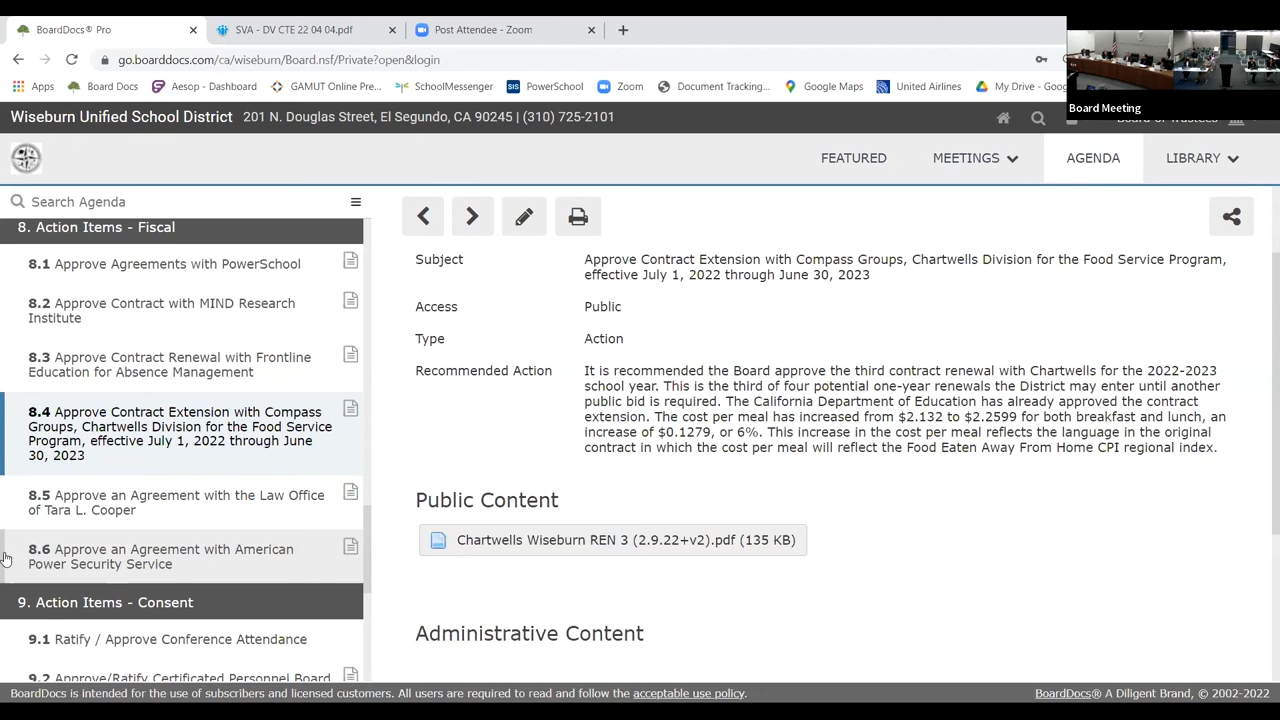 BoardDocs® Pro
SVA - DV CTE 22 04 04.pdf
Post Attendee - Zoom
go.boarddocs.com/ca/wiseburn/Board.nsf/Private?open&login
Apps
Board Docs
Aesop - Dashboard
GAMUT Online Pre...
SchoolMessenger
SIS PowerSchool
Zoom
Document Tracking...
Google Maps
United Airlines
My Drive - Goog
Board Meeting
Wiseburn Unified School District 201 N. Douglas Street, El Segundo, CA 90245 | (310) 725-2101
Board of Trustees
FEATURED
MEETINGS
AGENDA
LIBRARY
Search Agenda
8. Action Items - Fiscal
8.1 Approve Agreements with PowerSchool
8.2 Approve Contract with MIND Research
Institute
8.3 Approve Contract Renewal with Frontline
Education for Absence Management
8.4 Approve Contract Extension with Compass
Groups, Chartwells Division for the Food Service
Program, effective July 1, 2022 through June
30, 2023
8.5 Approve an Agreement with the Law Office
of Tara L. Cooper
8.6 Approve an Agreement with American
Power Security Service
9. Action Items - Consent
9.1 Ratify / Approve Conference Attendance
9.2 Approve/Ratify Certificated Personnel Board
Subject
Approve Contract Extension with Compass Groups, Chartwells Division for the Food Service Program,
effective July 1, 2022 through June 30, 2023
Access
Public
Type
Action
Recommended Action
It is recommended the Board approve the third contract renewal with Chartwells for the 2022-2023
school year. This is the third of four potential one-year renewals the District may enter until another
public bid is required. The California Department of Education has already approved the contract
extension. The cost per meal has increased from $2.132 to $2.2599 for both breakfast and lunch, an
increase of $0.1279, or 6%. This increase in the cost per meal reflects the language in the original
contract in which the cost per meal will reflect the Food Eaten Away From Home CPI regional index.
Public Content
Chartwells Wiseburn REN 3 (2.9.22+v2).pdf (135 KB)
Administrative Content
BoardDocs is intended for the use of subscribers and licensed customers. All users are required to read and follow the acceptable use policy.
BoardDocs® A Diligent Brand, © 2002-2022